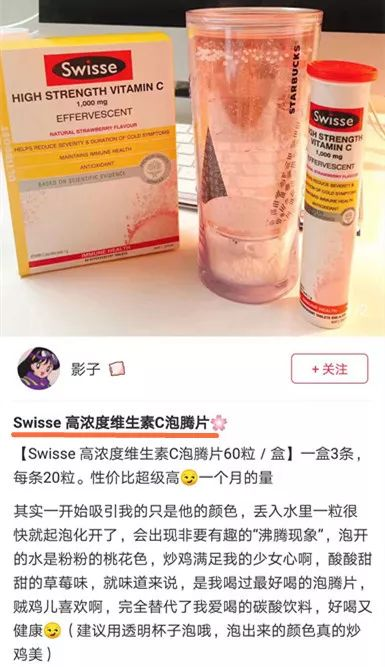 Swisse
HIGH STRENGTH VITAMIN C
1,000 mg
EFFERVESCENT
NATURAL STRAWBERRY FLAVOUR
HELPS REDUCE SEVERITY & DURATION OF COLD SYMPTOMS
MAINTAINS IMMUNE HEALTH
ANTIOXIDANT
BASED ON SCIENTIFIC EVIDENCE
IMMUNE HEALTH
STARBUCKS
Swisse
HIGH STRENGTH
VITAMIN C
1,000 mg
EFFERVESCENT
影子
+ 关注
Swisse 高浓度维生素C泡腾片🌸
【Swisse 高浓度维生素C泡腾片60粒 / 盒】一盒3条，
每条20粒。性价比超级高😏一个月的量
其实一开始吸引我的只是他的颜色，丢入水里一粒很
快就起泡化开了，会出现非要有趣的“沸腾现象”，泡开
的水是粉粉的桃花色，炒鸡满足我的少女心啊，酸酸甜
甜的草莓味，就味道来说，是我喝过最好喝的泡腾片，
贼鸡儿喜欢啊，完全替代了我爱喝的碳酸饮料，好喝又
健康😏（建议用透明杯子泡哦，泡出来的颜色真的炒
鸡美）